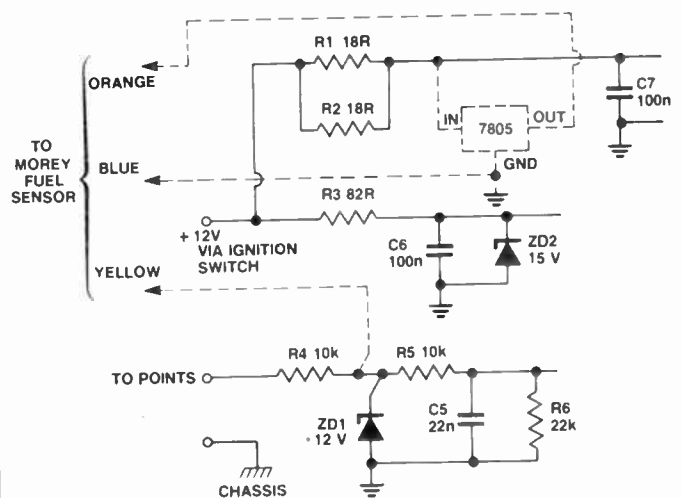 R1 18R
ORANGE
R2 18R
C7
100n
IN
7805
OUT
TO
MOREY
FUEL
SENSOR
BLUE
GND
R3 82R
+ 12V
VIA IGNITION
SWITCH
C6
100n
ZD2
15 V
YELLOW
R4 10k
R5 10k
TO POINTS
ZD1
12 V
C5
22n
R6
22k
CHASSIS